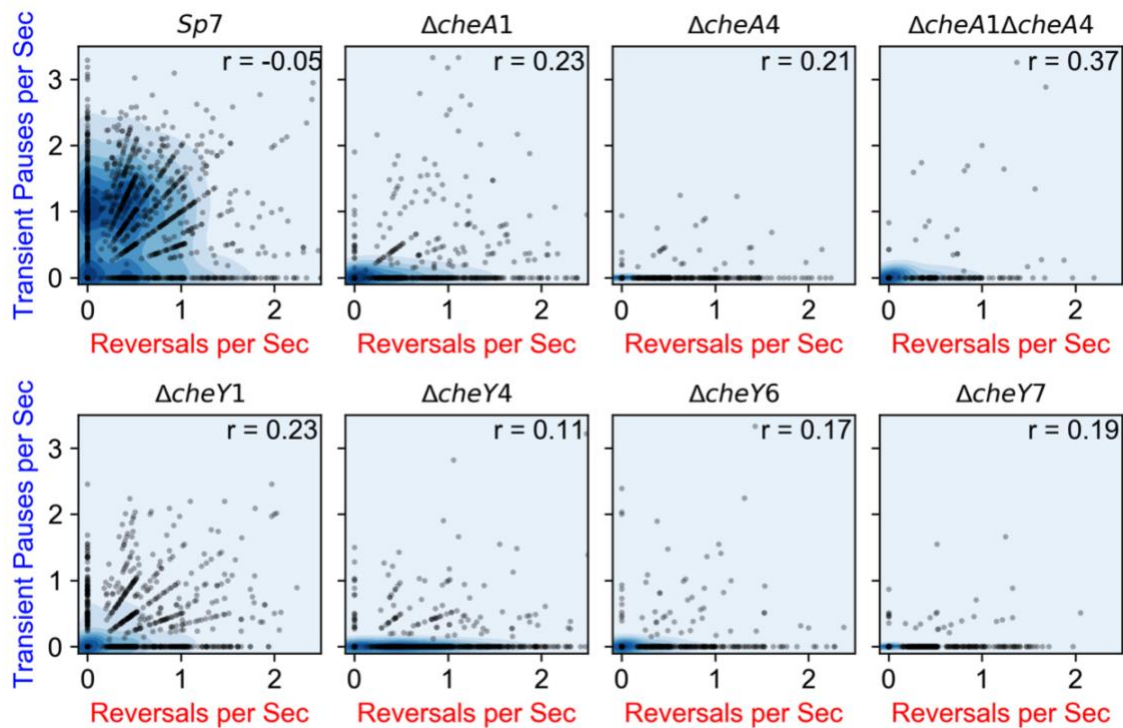 Sp7 ΔcheA1 ΔcheA4 ΔcheA1ΔcheA4
r = -0.05 r = 0.23 r = 0.21 r = 0.37
Transient Pauses per Sec
3
2
1
0
0 1 2 0 1 2 0 1 2 0 1 2
Reversals per Sec Reversals per Sec Reversals per Sec Reversals per Sec
ΔcheY1 ΔcheY4 ΔcheY6 ΔcheY7
r = 0.23 r = 0.11 r = 0.17 r = 0.19
Transient Pauses per Sec
3
2
1
0
0 1 2 0 1 2 0 1 2 0 1 2
Reversals per Sec Reversals per Sec Reversals per Sec Reversals per Sec